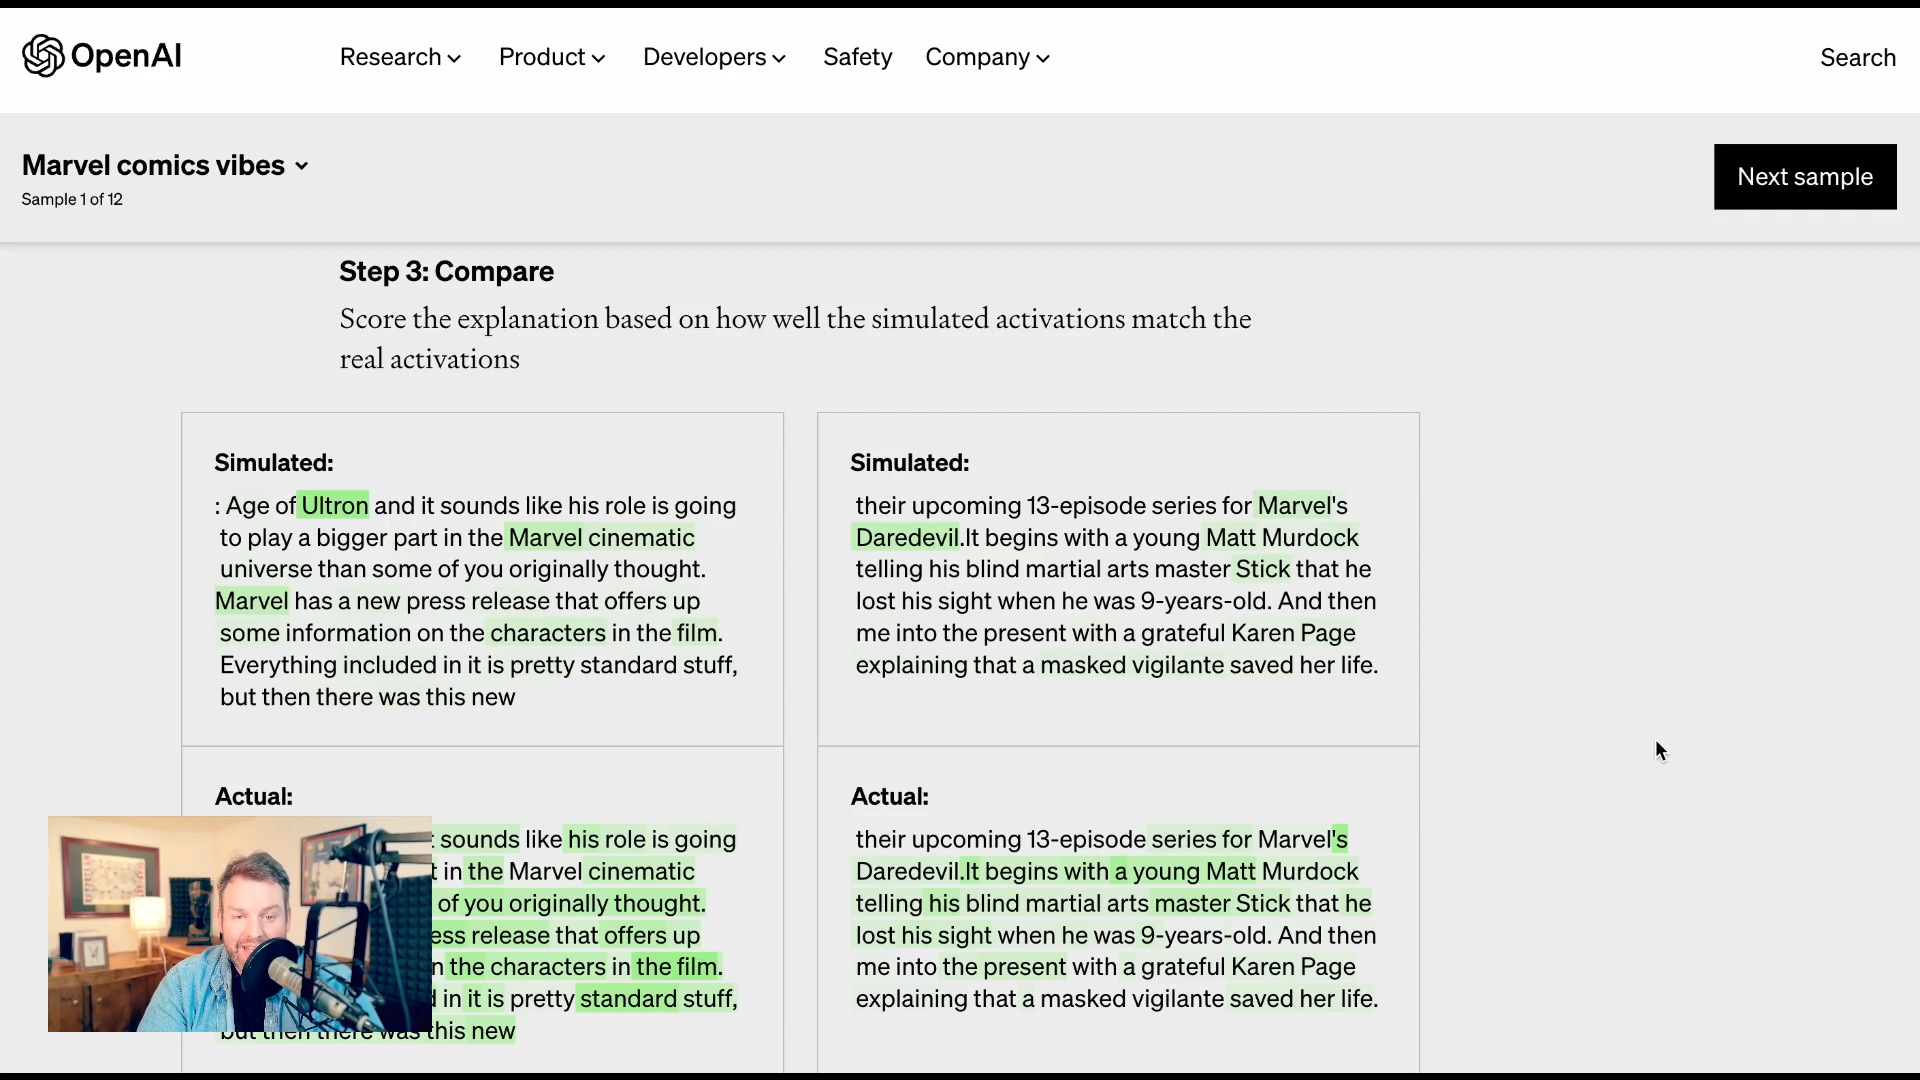 OpenAI
Research
Product
Developers
Safety
Company
Search
Marvel comics vibes
Sample 1 of 12
Next sample
Step 3: Compare
Score the explanation based on how well the simulated activations match the
real activations
Simulated:
: Age of Ultron and it sounds like his role is going
to play a bigger part in the Marvel cinematic
universe than some of you originally thought.
Marvel has a new press release that offers up
some information on the characters in the film.
Everything included in it is pretty standard stuff,
but then there was this new
Simulated:
their upcoming 13-episode series for Marvel's
Daredevil.It begins with a young Matt Murdock
telling his blind martial arts master Stick that he
lost his sight when he was 9-years-old. And then
me into the present with a grateful Karen Page
explaining that a masked vigilante saved her life.
Actual:
sounds like his role is going
in the Marvel cinematic
of you originally thought.
ess release that offers up
the characters in the film.
in it is pretty standard stuff,
but then there was this new
Actual:
their upcoming 13-episode series for Marvel's
Daredevil.It begins with a young Matt Murdock
telling his blind martial arts master Stick that he
lost his sight when he was 9-years-old. And then
me into the present with a grateful Karen Page
explaining that a masked vigilante saved her life.